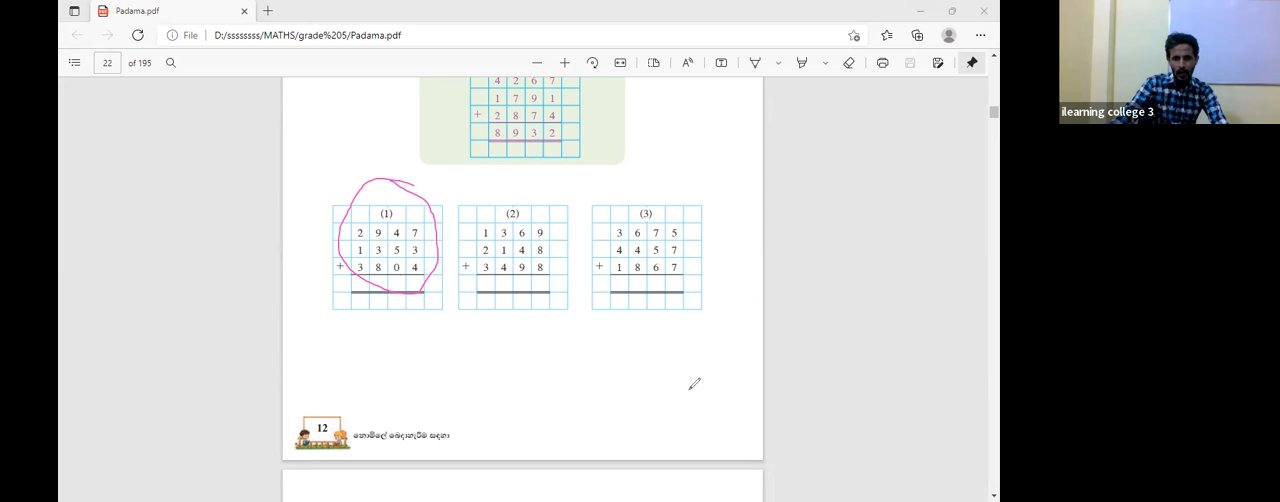 Padama.pdf
File D:/ssssssss/MATHS/grade%205/Padama.pdf
22 of 195
4 2 6 7
1 7 9 1
+ 2 8 7 4
8 9 3 2
(1)
2 9 4 7
1 3 5 3
+ 3 8 0 4
(2)
1 3 6 9
2 1 4 8
+ 3 4 9 8
(3)
3 6 7 5
4 4 5 7
+ 1 8 6 7
12
නොමිලේ බෙදාහැරීම සඳහා
ilearning college 3